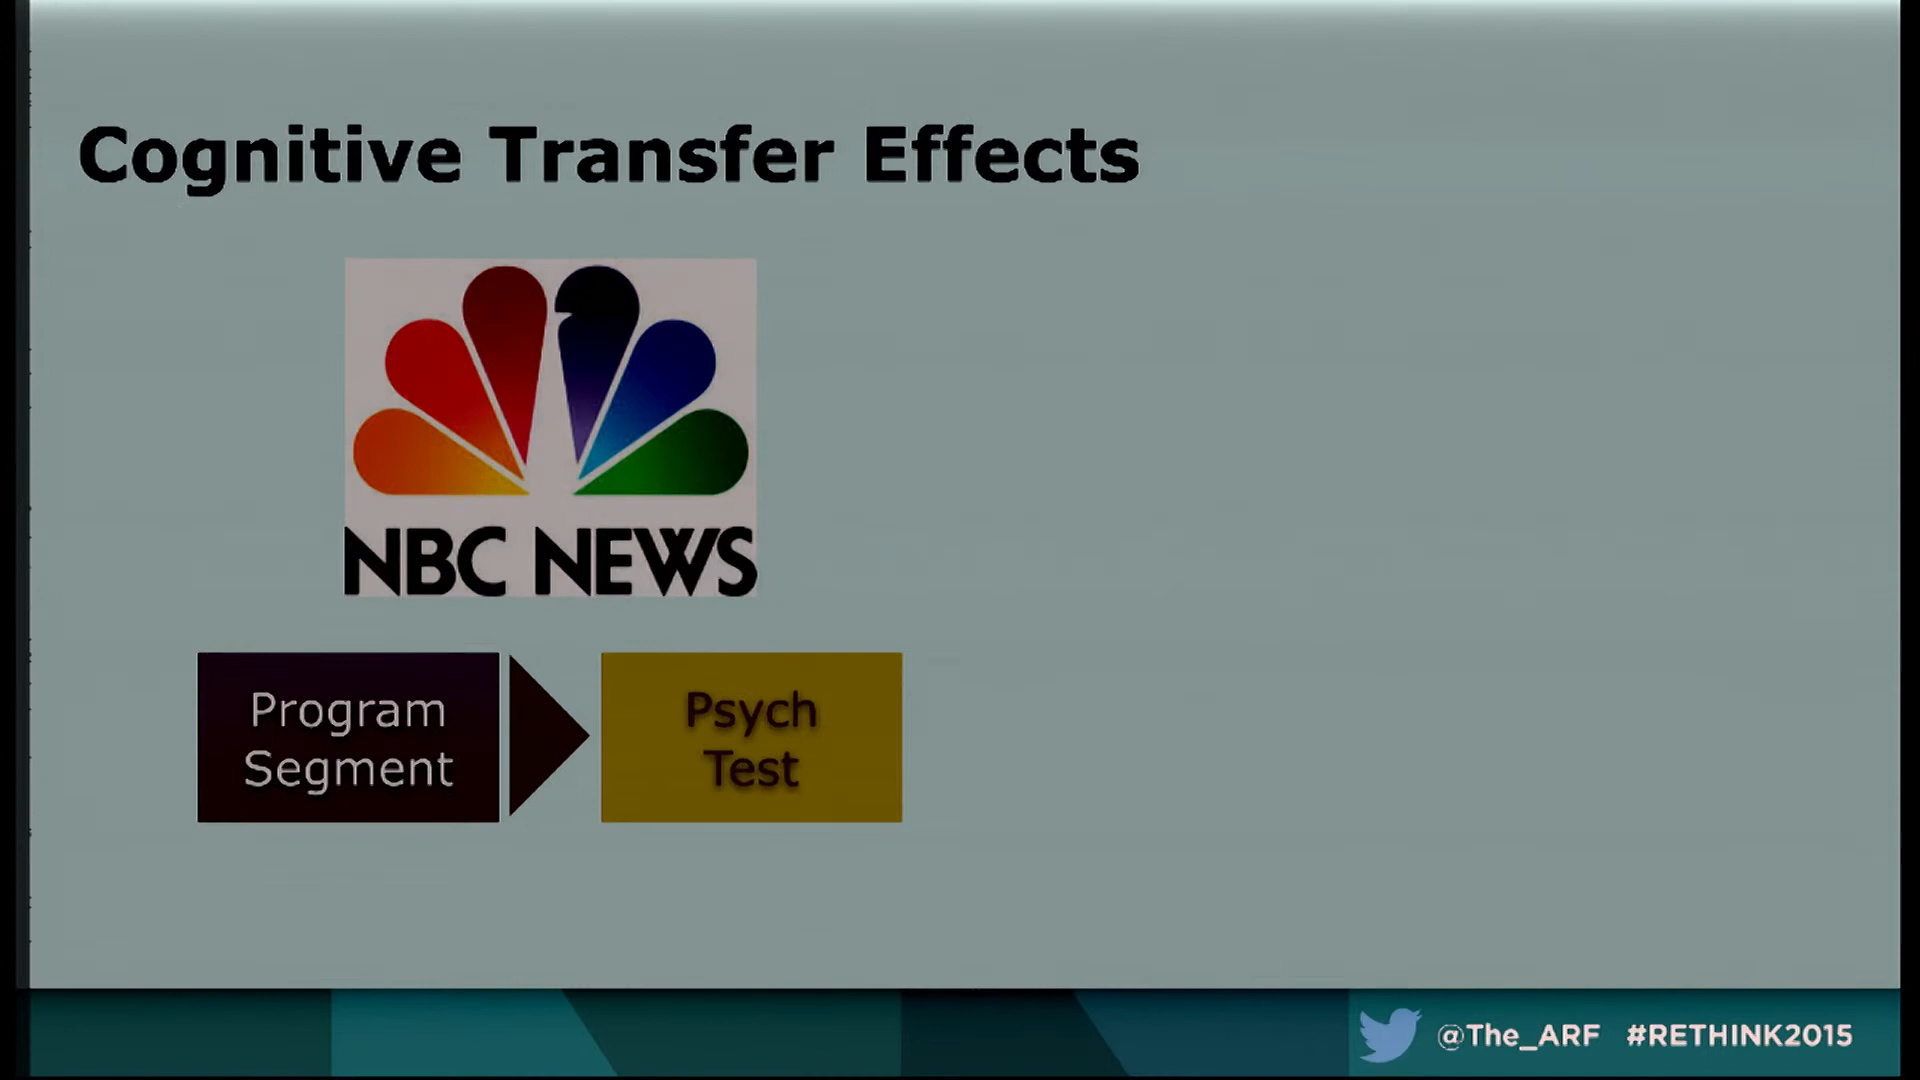 Cognitive Transfer Effects
NBC NEWS
Program
Segment
Psych
Test
@The_ARF #RETHINK2015